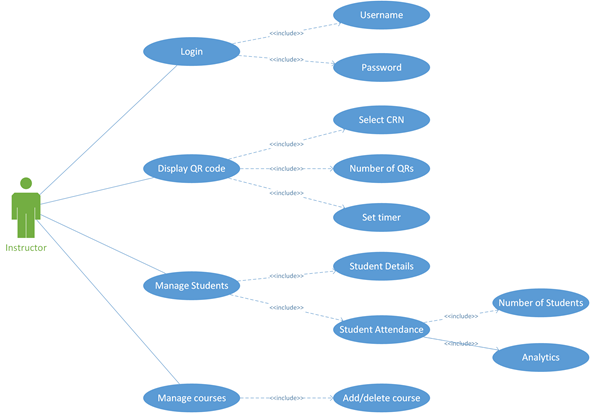 Username
<<include>>
Login
<<include>>
Password
Select CRN
<<include>>
Display QR code
<<include>>
Number of QRs
<<include>>
Set timer
Instructor
Student Details
<<include>>
Manage Students
<<include>>
Student Attendance
<<include>>
Number of Students
<<include>>
Analytics
Manage courses
<<include>>
Add/delete course